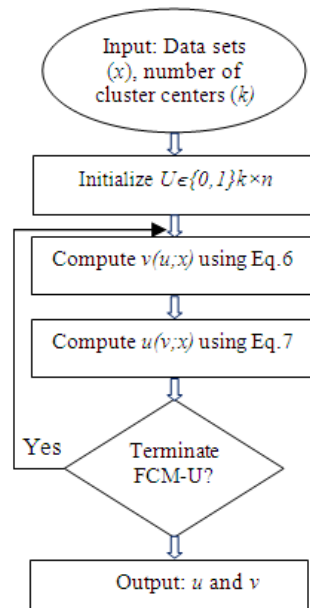 Input: Data sets
(x), number of
cluster centers (k)
Initialize Uϵ{0,1}k×n
Compute v(u;x) using Eq.6
Compute u(v;x) using Eq.7
Yes
Terminate
FCM-U?
Output: u and v